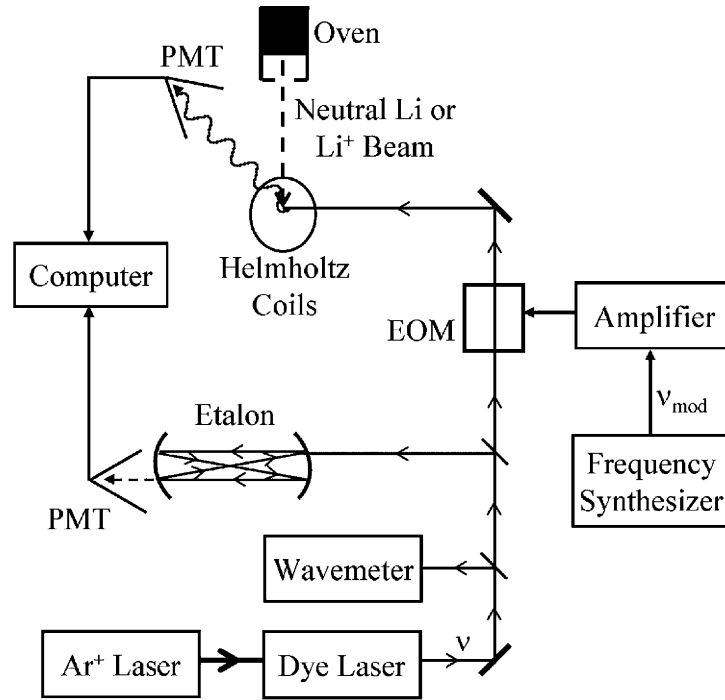 Oven
PMT
Neutral Li or
Li⁺ Beam
Helmholtz
Coils
Computer
EOM
Amplifier
ν_mod
Frequency
Synthesizer
Etalon
PMT
Wavemeter
Ar⁺ Laser
Dye Laser
ν